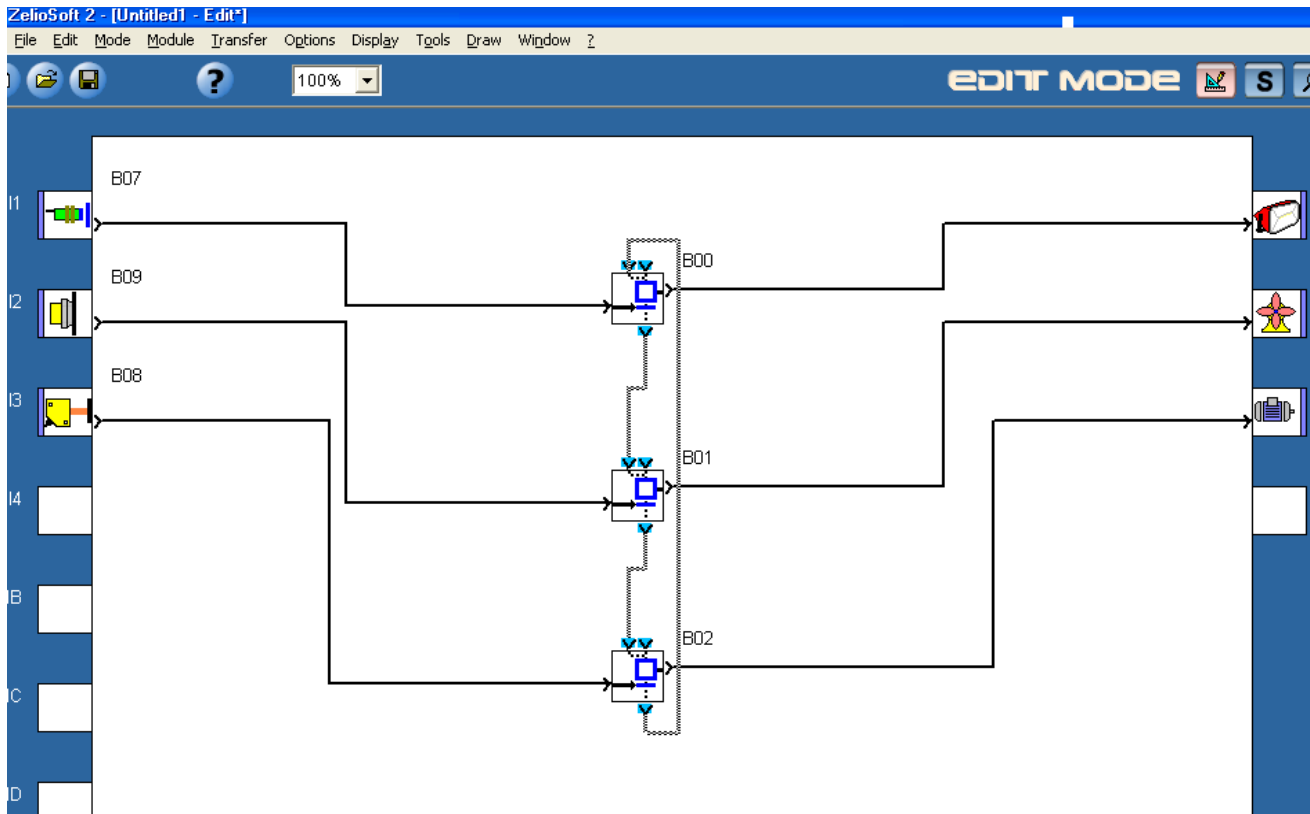 ZelioSoft 2 - [Untitled1 - Edit*]
File Edit Mode Module Transfer Options Display Tools Draw Window ?
? 100% EDIT MODE S
B07
I1
B00
B09
I2
B08
I3
B01
I4
IB
B02
IC
ID